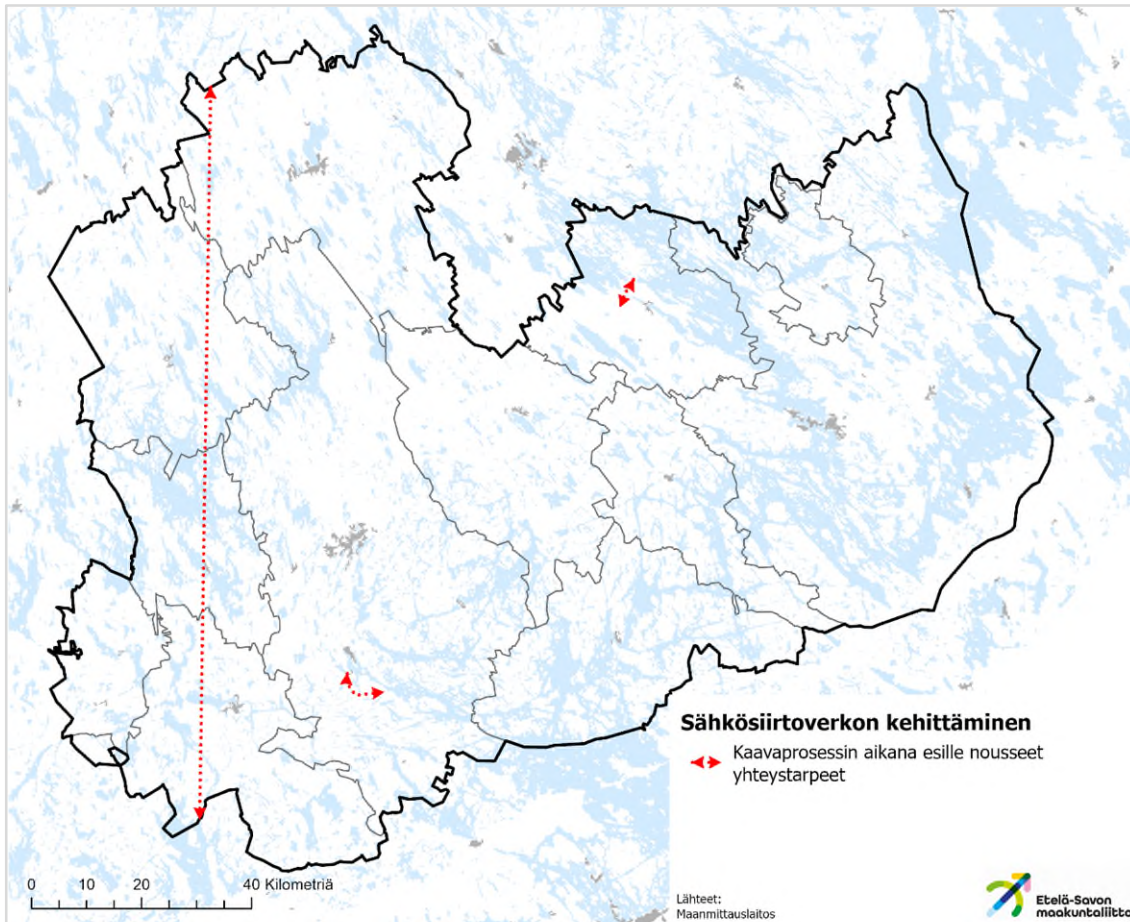 Sähkösiirtoverkon kehittäminen
Kaavaprosessin aikana esille nousseet
yhteystarpeet
0 10 20 40 Kilometriä
Lähteet:
Maanmittauslaitos
Etelä-Savon
maakuntaliitto